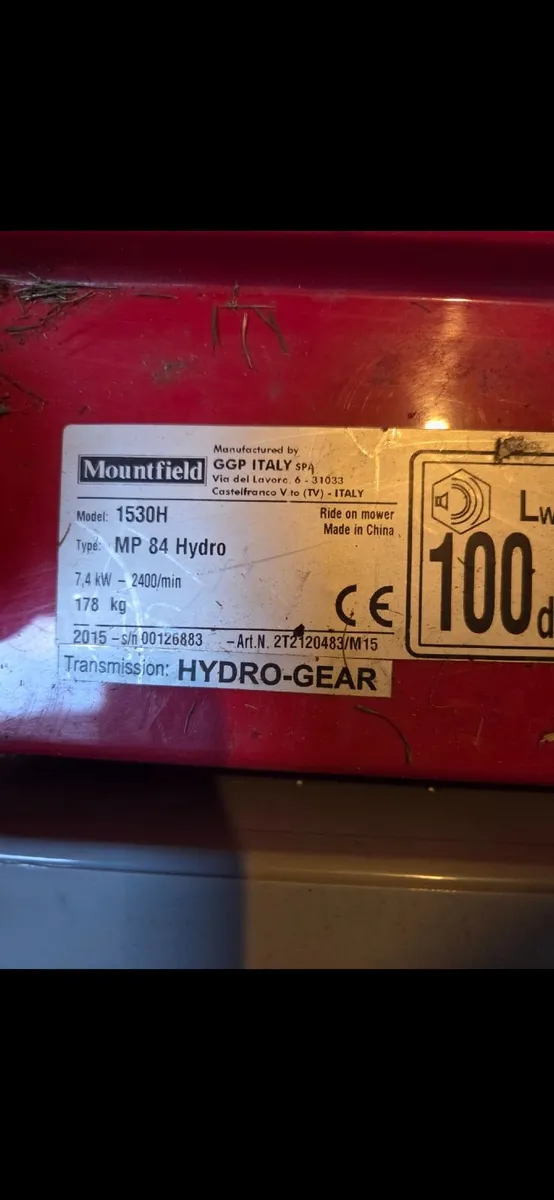 Mountfield
Manufactured by
GGP ITALY SPA
Via del Lavoro, 6 - 31033
Castelfranco V.to (TV) - ITALY
Model: 1530H
Ride on mower
Made in China
Type: MP 84 Hydro
7,4 kW – 2400/min
178 kg
CE
2015 – s/n 00126883 – Art.N. 2T2120483/M15
Transmission: HYDRO-GEAR
LW
100